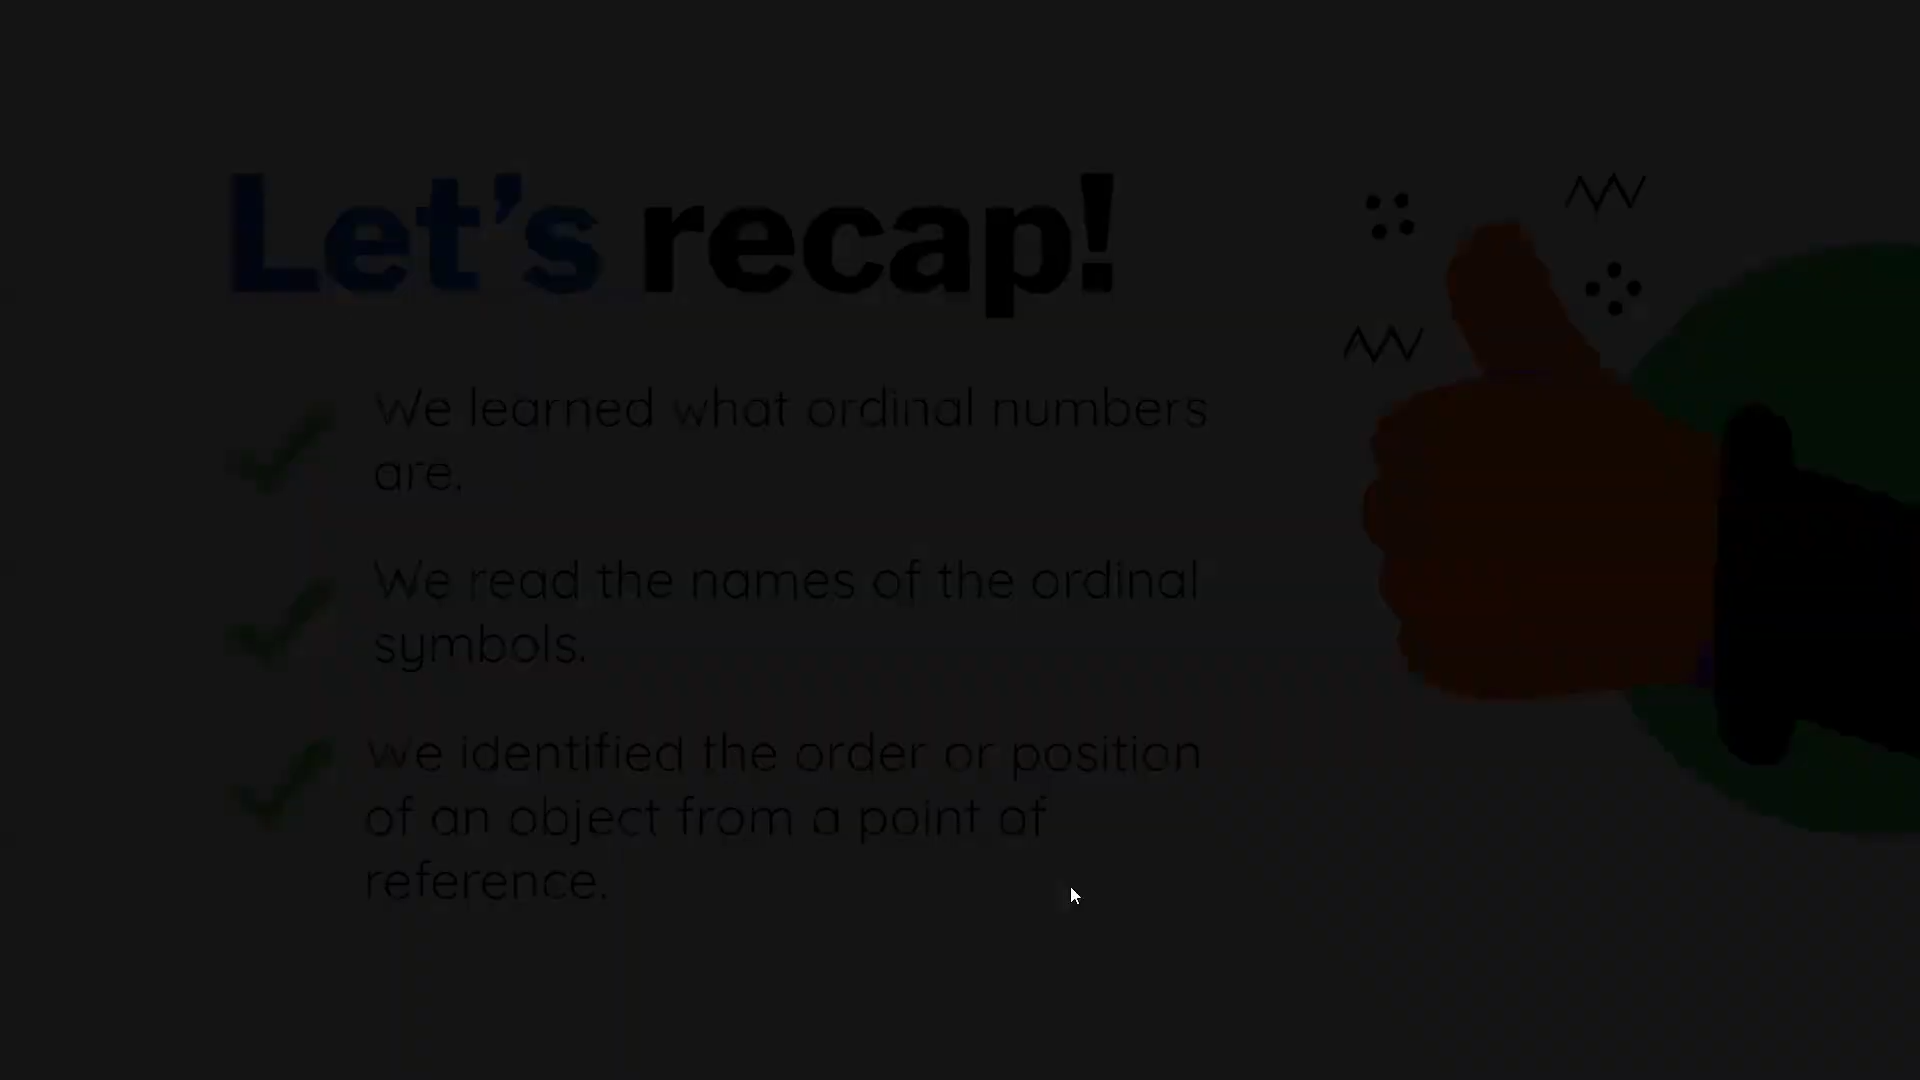 Let's recap!
We learned what ordinal numbers
are.
We read the names of the ordinal
symbols.
We identified the order or position
of an object from a point of
reference.